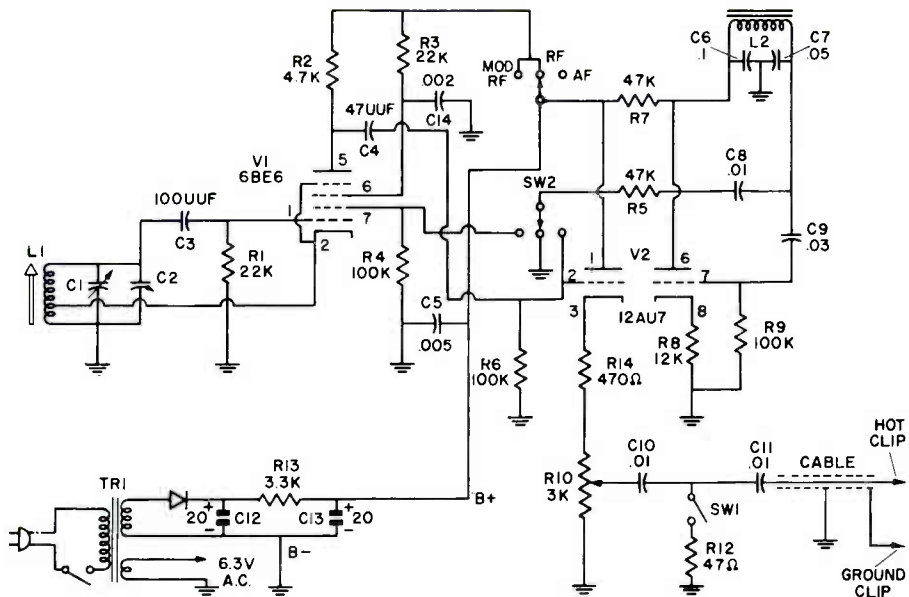 R2
4.7K
R3
22K
.002
C14
47UUF
C4
V1
6BE6
5
6
7
1
2
100UUF
C3
L1
C1
C2
R1
22K
R4
100K
C5
.005
MOD
RF
RF
AF
47K
R7
C6
.1
L2
C7
.05
SW2
47K
R5
C8
.01
C9
.03
V2
1
6
2
7
3
8
12AU7
R6
100K
R14
470Ω
R8
12K
R9
100K
R10
3K
C10
.01
C11
.01
CABLE
HOT
CLIP
SW1
R12
47Ω
GROUND
CLIP
TR1
R13
3.3K
+
20
-
C12
C13
+
20
-
B+
B-
6.3V
A.C.